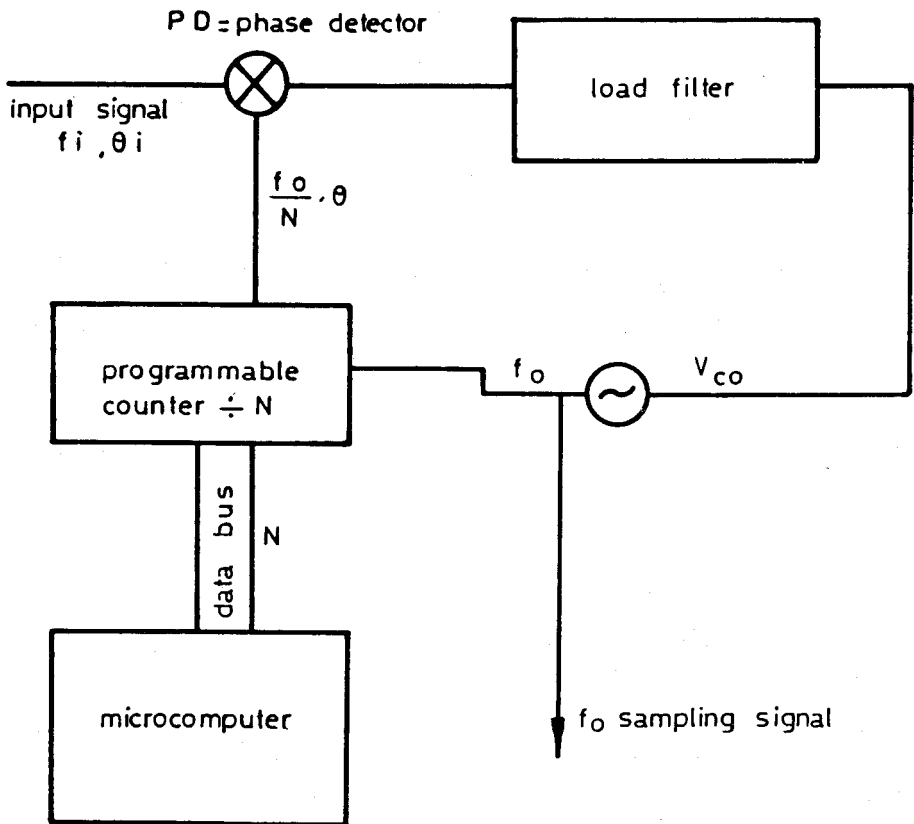 PD=phase detector
input signal
fi, θi
load filter
fo
N
. θ
programmable
counter ÷ N
fo
Vco
data bus
N
microcomputer
fo sampling signal